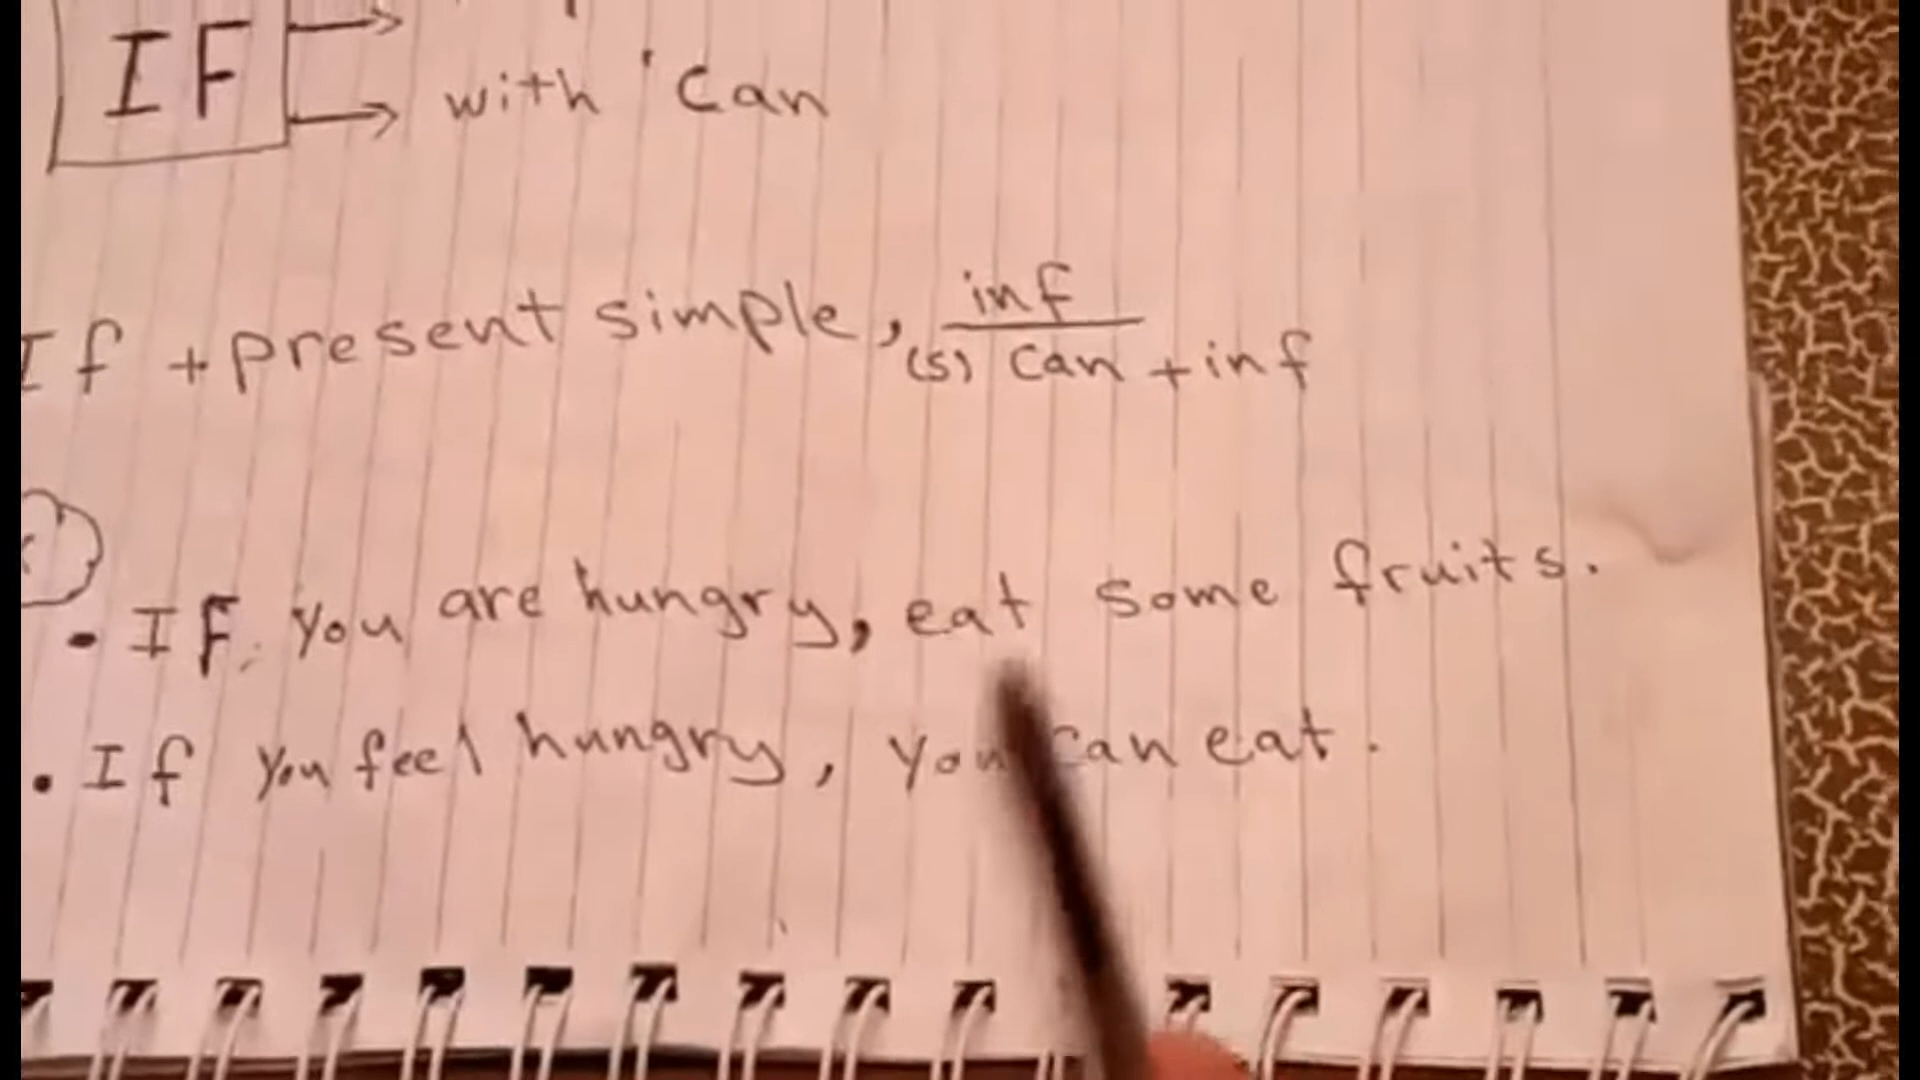 IF
with 'Can
If + present simple, inf
(s) can + inf
• IF, you are hungry, eat some fruits.
• If you feel hungry, you can eat.